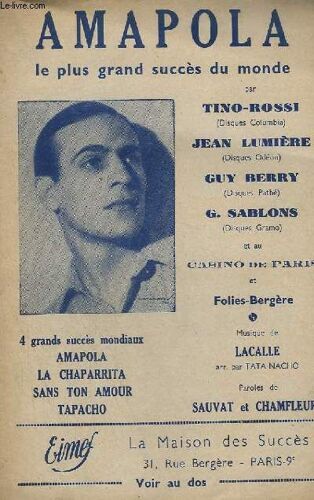 Le-livre.com
AMAPOLA
le plus grand succès du monde
par
TINO-ROSSI
(Disques Columbia)
JEAN LUMIÈRE
(Disques Odéon)
GUY BERRY
(Disques Pathé)
G. SABLONS
(Disques Gramo)
et au
CASINO DE PARIS
et
Folies-Bergère
Musique de
LACALLE
arr. par TATA NACHO
Paroles de
SAUVAT et CHAMFLEUR
4 grands succès mondiaux
AMAPOLA
LA CHAPARRITA
SANS TON AMOUR
TAPACHO
Eimef
La Maison des Succès
31, Rue Bergère - PARIS-9e
Voir au dos